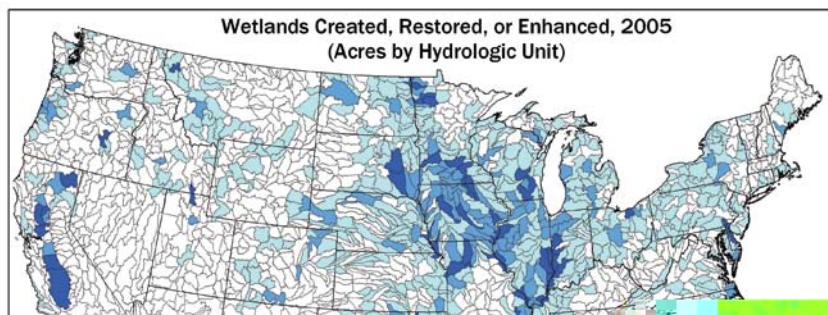 Wetlands Created, Restored, or Enhanced, 2005
(Acres by Hydrologic Unit)